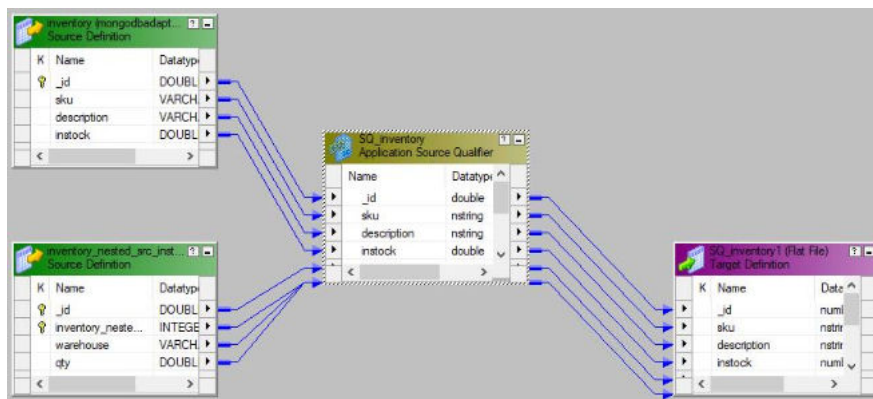 inventory (mongodbadapt...
Source Definition
K Name Datatyp
_id DOUBL
sku VARCH.
description VARCH.
instock DOUBL
SQ_inventory
Application Source Qualifier
Name Datatype
_id double
sku nstring
description nstring
instock double
inventory_nested_src_inst...
Source Definition
K Name Datatyp
_id DOUBL
inventory_neste... INTEGE
warehouse VARCH.
qty DOUBL
SQ_inventory1 (Flat File)
Target Definition
K Name Data
_id num
sku nstrir
description nstrir
instock num